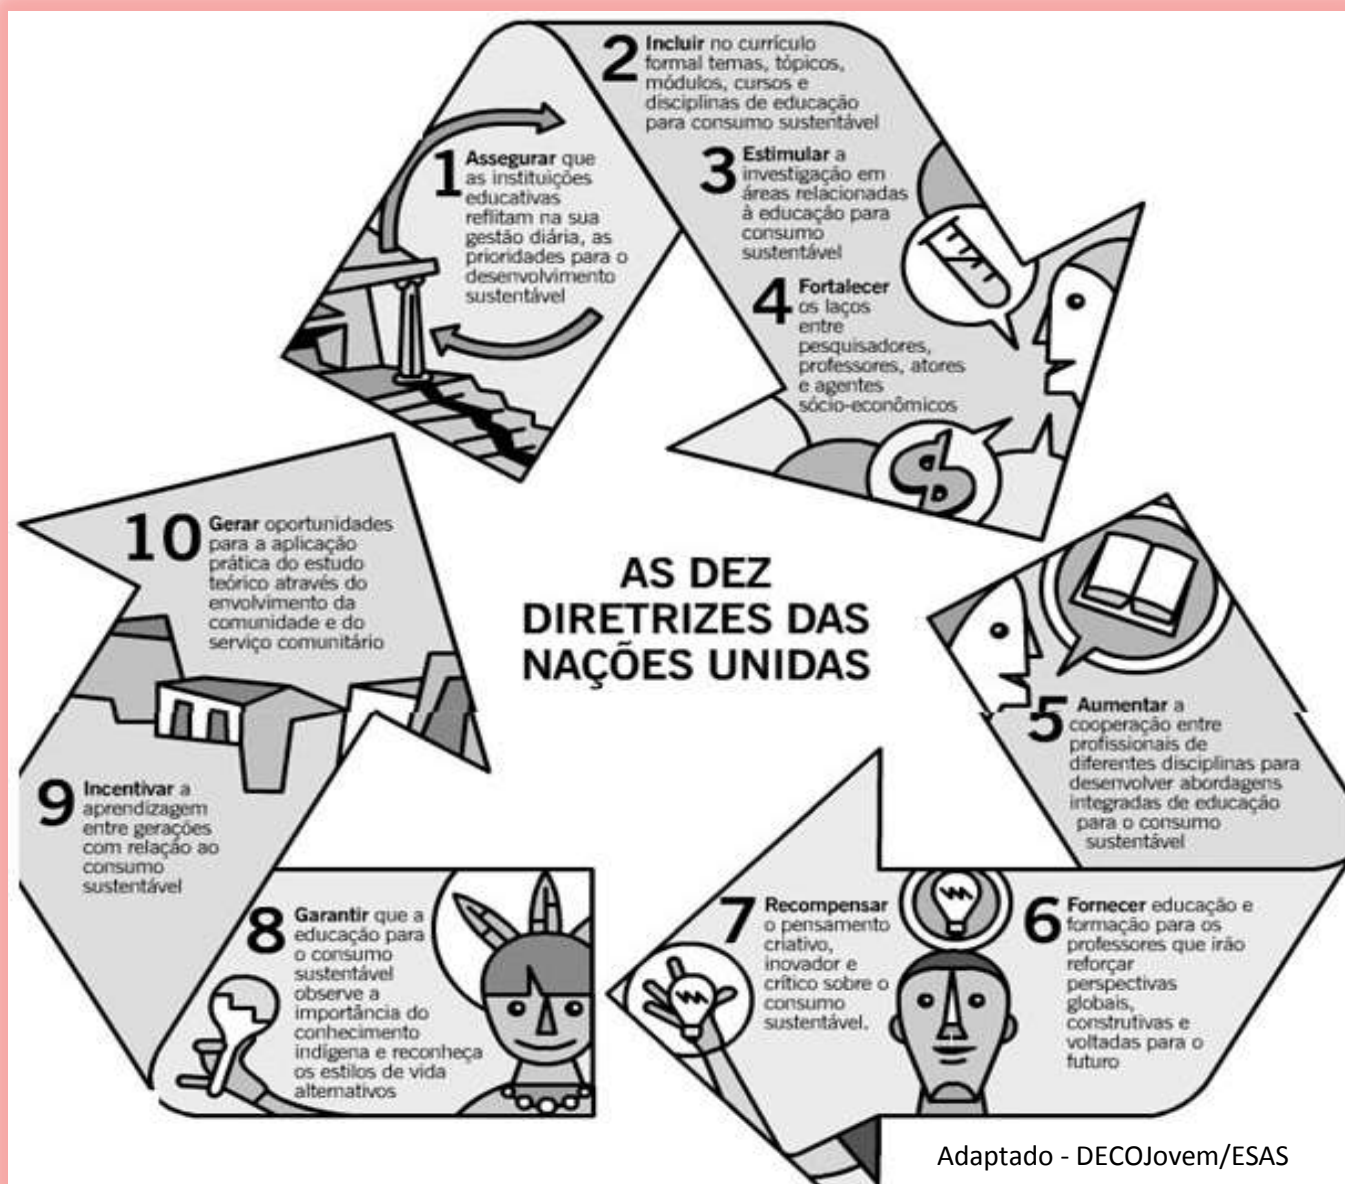 1 Assegurar que
as instituições
educativas
reflitam na sua
gestão diária, as
prioridades para o
desenvolvimento
sustentável
2 Incluir no currículo
formal temas, tópicos,
módulos, cursos e
disciplinas de educação
para consumo sustentável
3 Estimular a
investigação em
áreas relacionadas
à educação para
consumo
sustentável
4 Fortalecer
os laços
entre
pesquisadores,
professores, atores
e agentes
sócio-econômicos
AS DEZ
DIRETRIZES DAS
NAÇÕES UNIDAS
5 Aumentar a
cooperação entre
profissionais de
diferentes disciplinas para
desenvolver abordagens
integradas de educação
para o consumo
sustentável
6 Fornecer educação e
formação para os
professores que irão
reforçar
perspectivas
globais,
construtivas e
voltadas para o
futuro
7 Recompensar
o pensamento
criativo,
inovador e
crítico sobre o
consumo
sustentável.
8 Garantir que a
educação para
o consumo
sustentável
observe a
importância do
conhecimento
indígena e reconheça
os estilos de vida
alternativos
9 Incentivar a
aprendizagem
entre gerações
com relação ao
consumo
sustentável
10 Gerar oportunidades
para a aplicação
prática do estudo
teórico através do
envolvimento da
comunidade e do
serviço comunitário
$
Adaptado - DECOJovem/ESAS